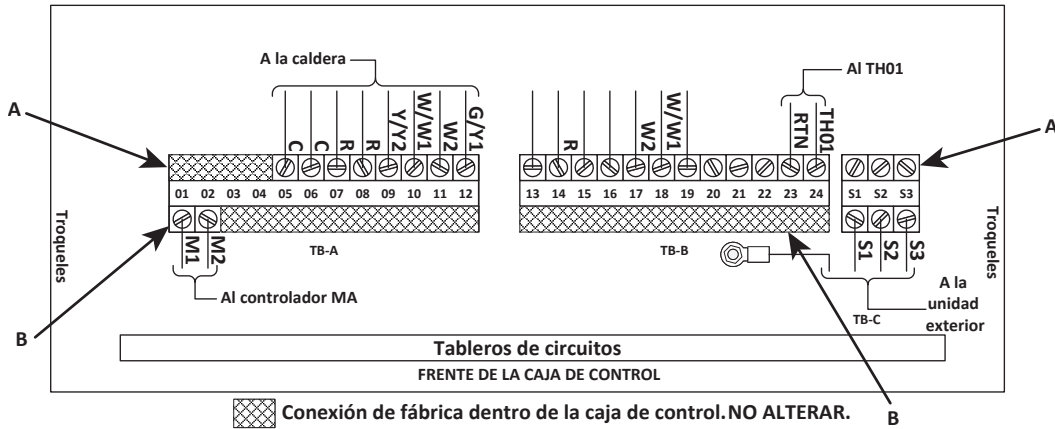 A la caldera
Al TH01
A
A
C
C
R
R
Y/Y2
W/W1
W2
G/Y1
R
W2
W/W1
RTN
TH01
01 02 03 04 05 06 07 08 09 10 11 12
13 14 15 16 17 18 19 20 21 22 23 24
S1 S2 S3
Troqueles
Troqueles
M1
M2
TB-A
TB-B
S1
S2
S3
Al controlador MA
TB-C
A la
unidad
exterior
B
B
Tableros de circuitos
FRENTE DE LA CAJA DE CONTROL
Conexión de fábrica dentro de la caja de control.NO ALTERAR.